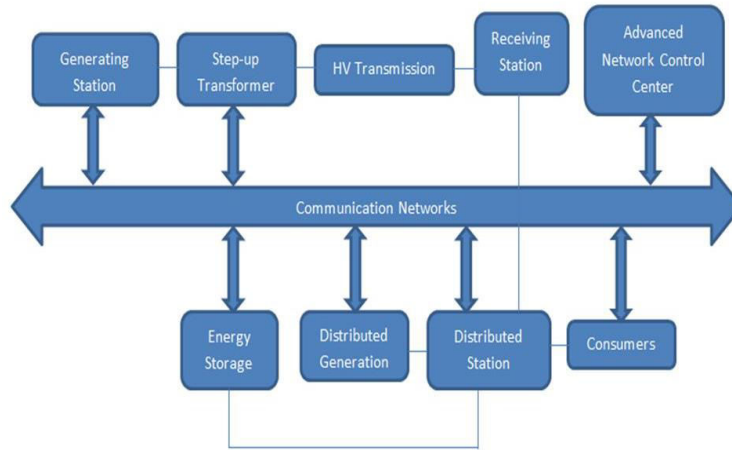 Generating
Station
Step-up
Transformer
HV Transmission
Receiving
Station
Advanced
Network Control
Center
Communication Networks
Energy
Storage
Distributed
Generation
Distributed
Station
Consumers